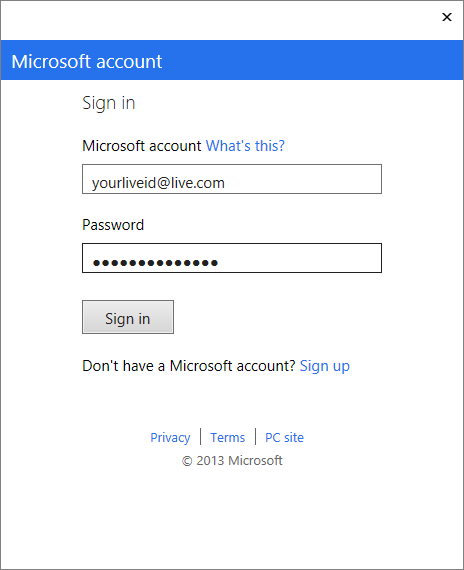 Microsoft account
Sign in
Microsoft account What's this?
yourliveid@live.com
Password
●●●●●●●●●●●●●●
Sign in
Don't have a Microsoft account? Sign up
Privacy | Terms | PC site
© 2013 Microsoft